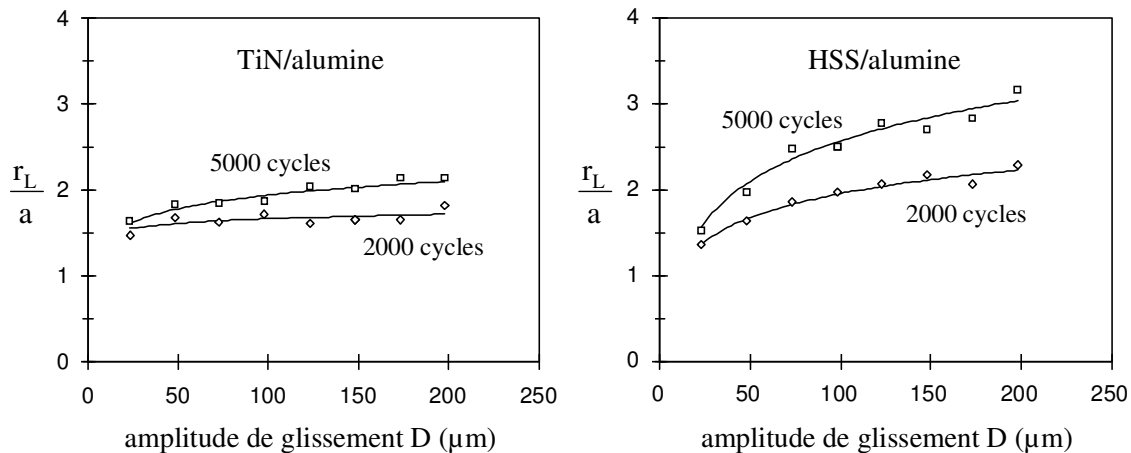 4
3
2
1
0
r_L
a
TiN/alumine
5000 cycles
2000 cycles
0 50 100 150 200 250
amplitude de glissement D (µm)
4
3
2
1
0
r_L
a
HSS/alumine
5000 cycles
2000 cycles
0 50 100 150 200 250
amplitude de glissement D (µm)